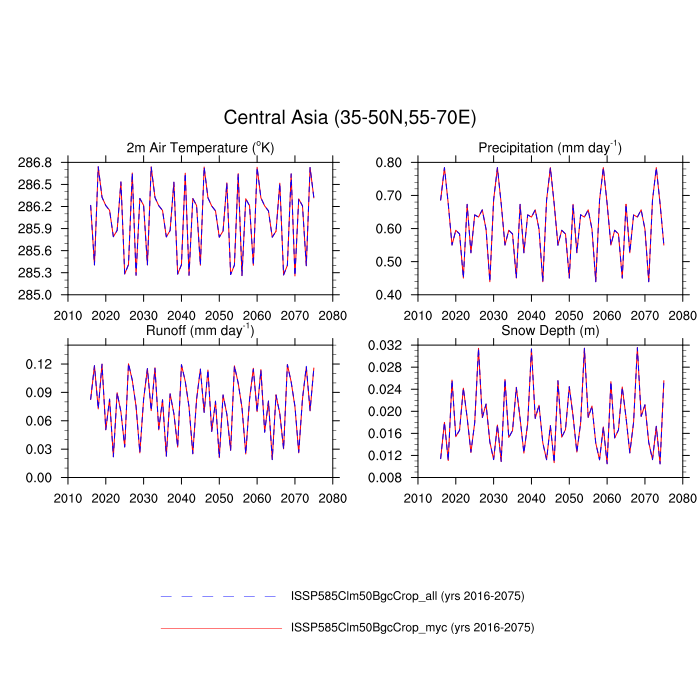 Central Asia (35-50N,55-70E)
2m Air Temperature (°K)
286.8
286.5
286.2
285.9
285.6
285.3
285.0
2010 2020 2030 2040 2050 2060 2070 2080
Precipitation (mm day⁻¹)
0.80
0.70
0.60
0.50
0.40
2010 2020 2030 2040 2050 2060 2070 2080
Runoff (mm day⁻¹)
0.12
0.09
0.06
0.03
0.00
2010 2020 2030 2040 2050 2060 2070 2080
Snow Depth (m)
0.032
0.028
0.024
0.020
0.016
0.012
0.008
2010 2020 2030 2040 2050 2060 2070 2080
ISSP585Clm50BgcCrop_all (yrs 2016-2075)
ISSP585Clm50BgcCrop_myc (yrs 2016-2075)